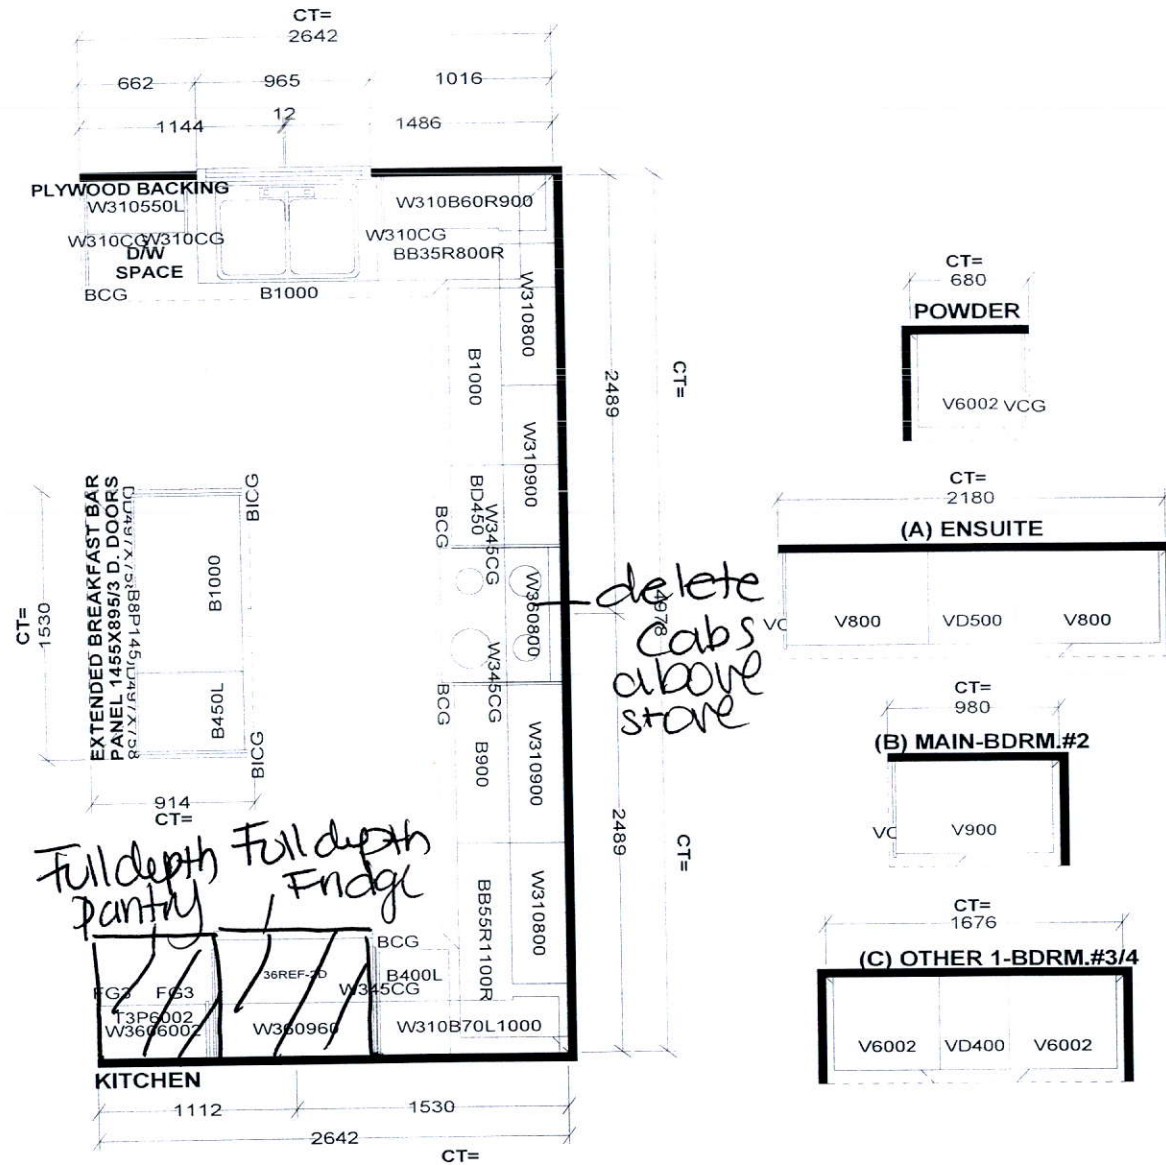 CT=
2642
662 965 1016
12
1144 1486
PLYWOOD BACKING
W310550L
W310B60R900
W310CG W310CG
W310CG
D/W
SPACE
BB35R800R
BCG
B1000
W310800
B1000
2489
CT=
W310900
BD450
W345CG
BCG
W360800
4978
delete
cabs
above
stove
W345CG
BCG
B900
W310900
2489
CT=
BB55R1100R
W310800
EXTENDED BREAKFAST BAR
PANEL 1455X895/3 D. DOORS
BICG
B1000
B450L
BICG
CT=
1530
914
CT=
Full depth
pantry
Full depth
Fridge
BCG
36REF-2D
B400L
W345CG
FG3 FG3
T3P6002
W3606002
W360960
W310B70L1000
KITCHEN
1112 1530
2642
CT=
CT=
680
POWDER
V6002 VCG
CT=
2180
(A) ENSUITE
V800 VD500 V800
CT=
980
(B) MAIN-BDRM.#2
V900
CT=
1676
(C) OTHER 1-BDRM.#3/4
V6002 VD400 V6002